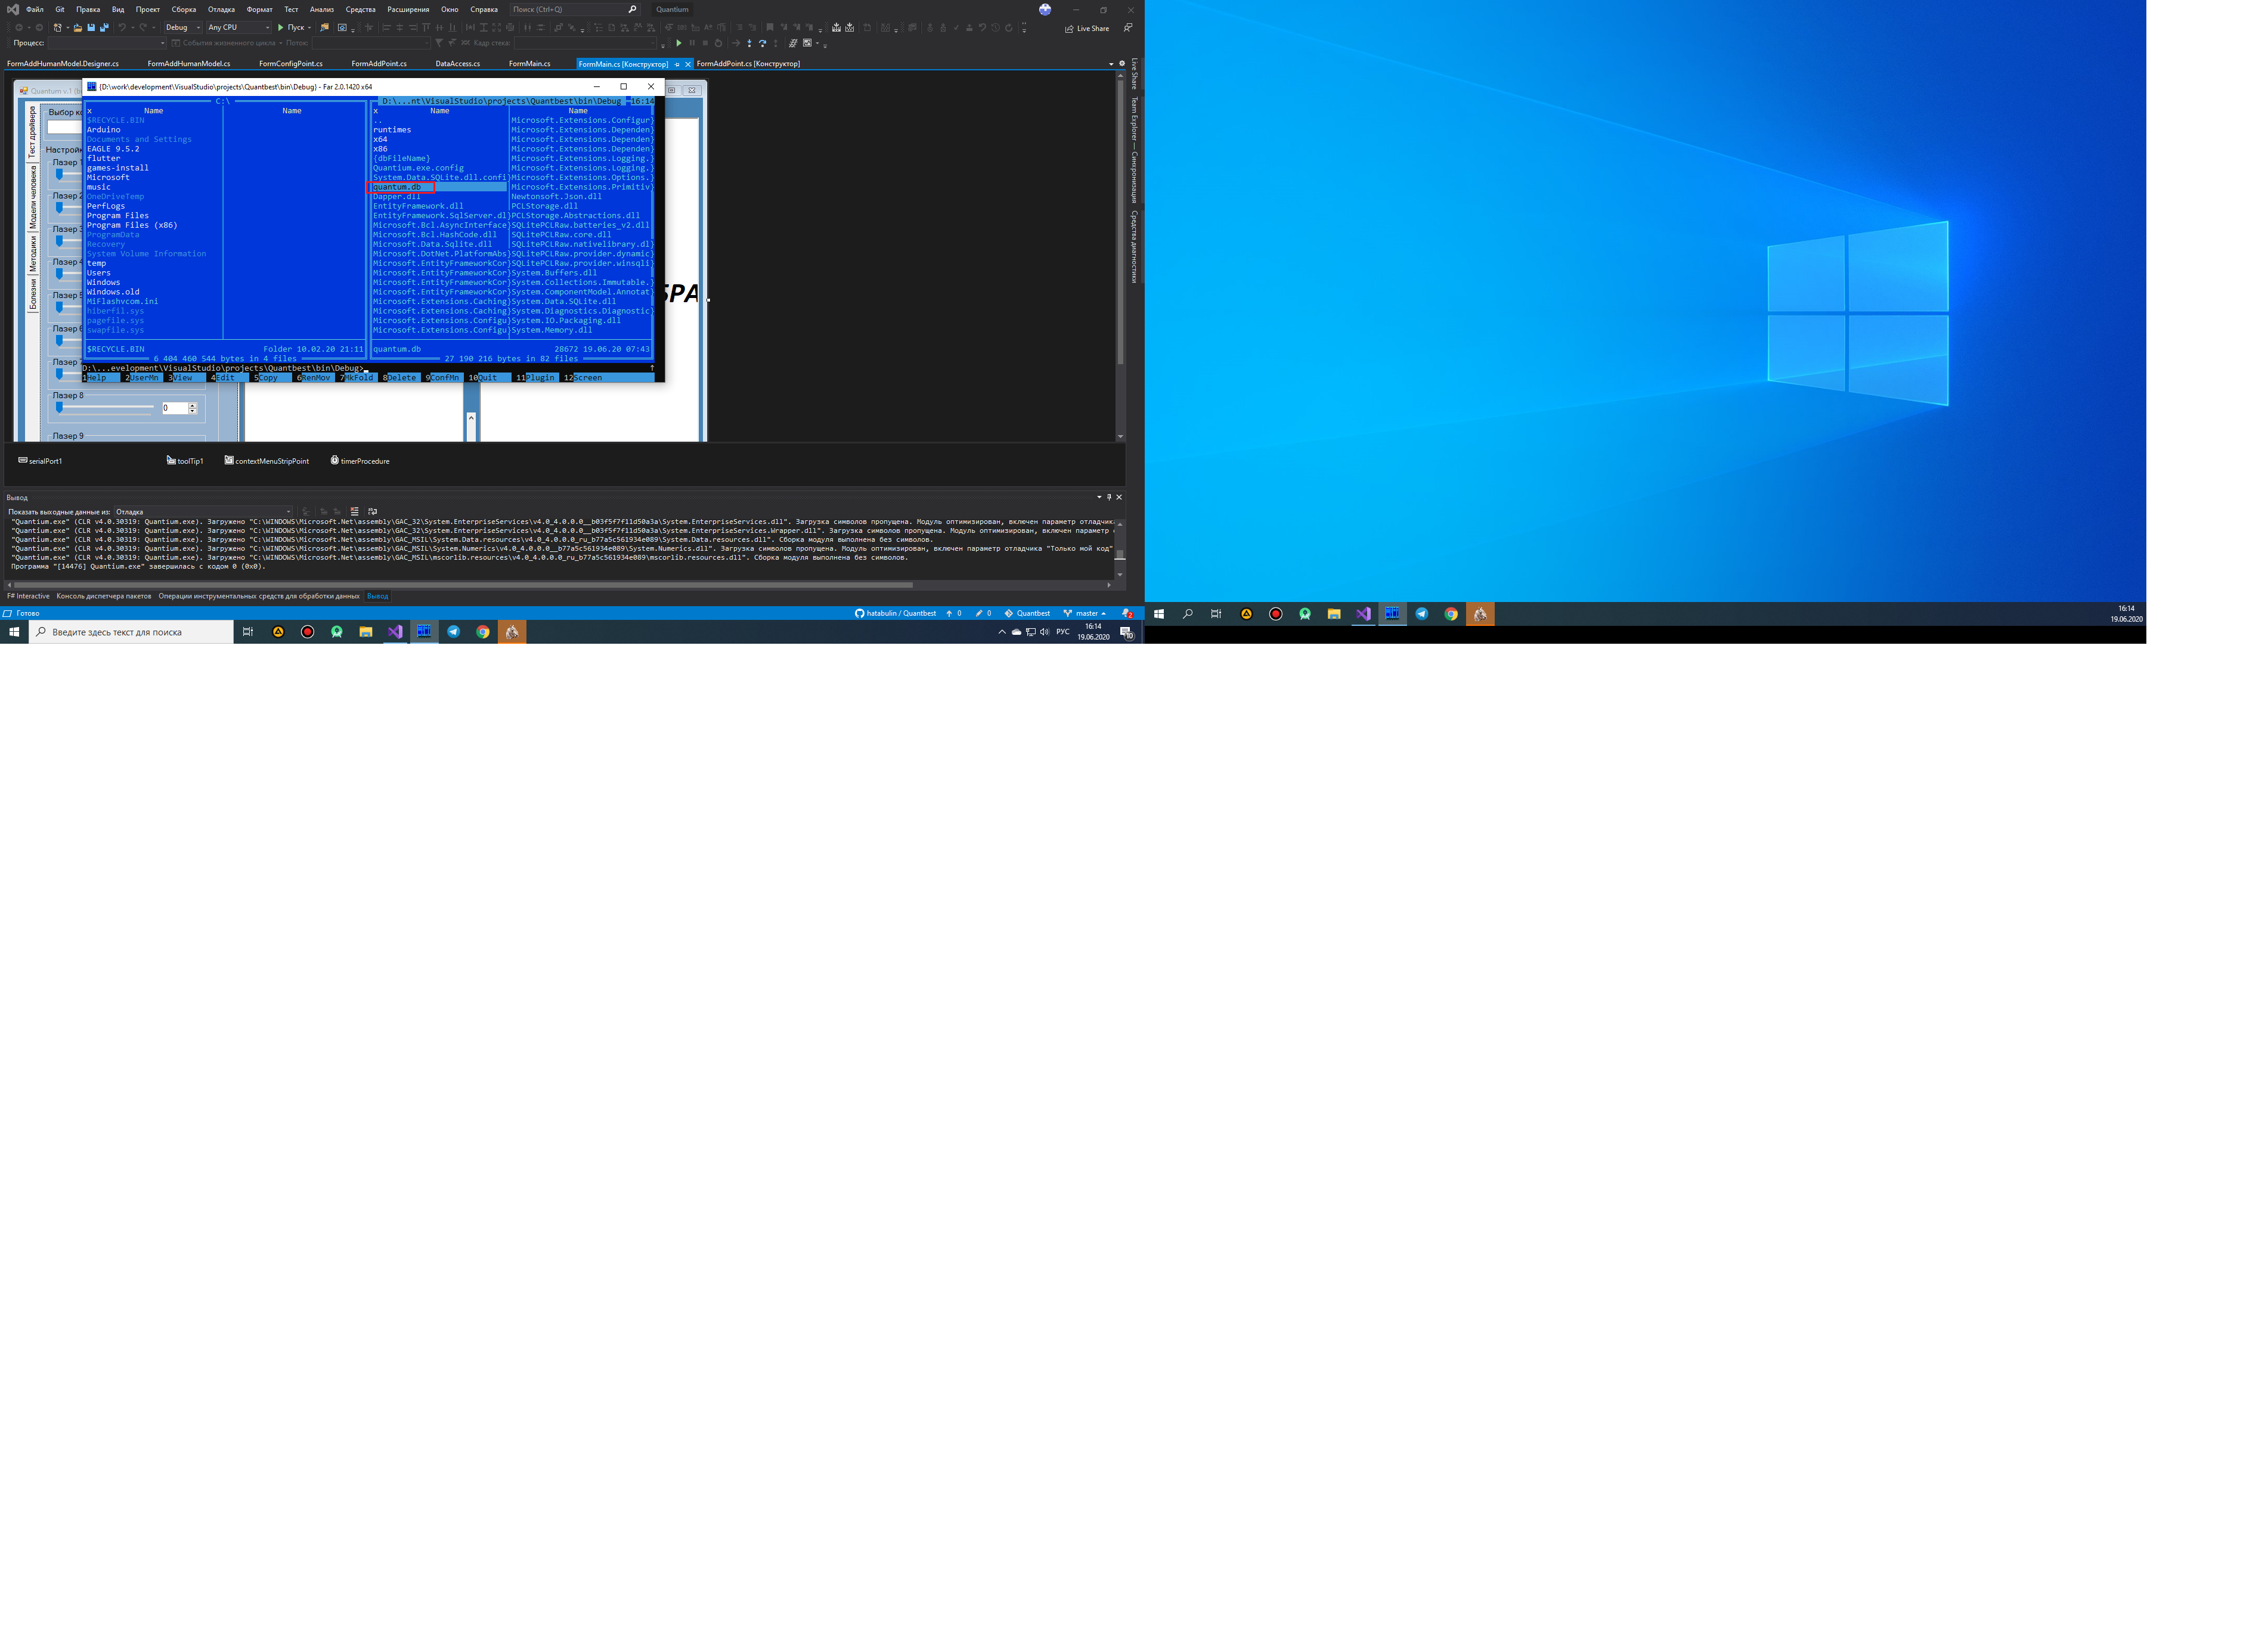 Файл Git Правка Вид Проект Сборка Отладка Формат Тест Анализ Средства Расширения Окно Справка Поиск (Ctrl+Q) Quantium
Debug Any CPU Пуск Live Share
Процесс: События жизненного цикла Поток: Кадр стека:
FormAddHumanModel.Designer.cs FormAddHumanModel.cs FormConfigPoint.cs FormAddPoint.cs DataAccess.cs FormMain.cs FormMain.cs [Конструктор] FormAddPoint.cs [Конструктор]
Live Share
Team Explorer — Синхронизация
Средства диагностики
Quantum v.1
Тест драйвера
Модели человека
Методики
Болезни
Выбор
Лазер 8
0
Лазер 9
SPA
{D:\work\development\VisualStudio\projects\Quantbest\bin\Debug} - Far 2.0.1420 x64
C:\
x Name Name
$RECYCLE.BIN
Arduino
Documents and Settings
EAGLE 9.5.2
flutter
games-install
Microsoft
music
OneDriveTemp
PerfLogs
Program Files
Program Files (x86)
ProgramData
Recovery
System Volume Information
temp
Users
Windows
Windows.old
MiFlashvcom.ini
hiberfil.sys
pagefile.sys
swapfile.sys
$RECYCLE.BIN Folder 10.02.20 21:11
6 404 460 544 bytes in 4 files
D:\...nt\VisualStudio\projects\Quantbest\bin\Debug 16:14
x Name Name
.. Microsoft.Extensions.Configur}
runtimes Microsoft.Extensions.Dependen}
x64 Microsoft.Extensions.Dependen}
x86 Microsoft.Extensions.Dependen}
{dbFileName} Microsoft.Extensions.Logging.}
Quantium.exe.config Microsoft.Extensions.Logging.}
System.Data.SQLite.dll.confi}Microsoft.Extensions.Options.}
quantum.db Microsoft.Extensions.Primitiv}
Dapper.dll Newtonsoft.Json.dll
EntityFramework.dll PCLStorage.dll
EntityFramework.SqlServer.dl}PCLStorage.Abstractions.dll
Microsoft.Bcl.AsyncInterface}SQLitePCLRaw.batteries_v2.dll
Microsoft.Bcl.HashCode.dll SQLitePCLRaw.core.dll
Microsoft.Data.Sqlite.dll SQLitePCLRaw.nativelibrary.dl}
Microsoft.DotNet.PlatformAbs}SQLitePCLRaw.provider.dynamic}
Microsoft.EntityFrameworkCor}SQLitePCLRaw.provider.winsqli}
Microsoft.EntityFrameworkCor}System.Buffers.dll
Microsoft.EntityFrameworkCor}System.Collections.Immutable.}
Microsoft.EntityFrameworkCor}System.ComponentModel.Annotat}
Microsoft.Extensions.Caching}System.Data.SQLite.dll
Microsoft.Extensions.Caching}System.Diagnostics.Diagnostic}
Microsoft.Extensions.Configu}System.IO.Packaging.dll
Microsoft.Extensions.Configu}System.Memory.dll
quantum.db 28672 19.06.20 07:43
27 190 216 bytes in 82 files
D:\...evelopment\VisualStudio\projects\Quantbest\bin\Debug>
1Help 2UserMn 3View 4Edit 5Copy 6RenMov 7MkFold 8Delete 9ConfMn 10Quit 11Plugin 12Screen
serialPort1 toolTip1 contextMenuStripPoint timerProcedure
Вывод
Показать выходные данные из: Отладка
"Quantium.exe" (CLR v4.0.30319: Quantium.exe). Загружено "C:\WINDOWS\Microsoft.Net\assembly\GAC_32\System.EnterpriseServices\v4.0_4.0.0.0__b03f5f7f11d50a3a\System.EnterpriseServices.dll". Загрузка символов пропущена. Модуль оптимизирован, включен параметр отладчика
"Quantium.exe" (CLR v4.0.30319: Quantium.exe). Загружено "C:\WINDOWS\Microsoft.Net\assembly\GAC_32\System.EnterpriseServices\v4.0_4.0.0.0__b03f5f7f11d50a3a\System.EnterpriseServices.Wrapper.dll". Загрузка символов пропущена. Модуль оптимизирован, включен параметр
"Quantium.exe" (CLR v4.0.30319: Quantium.exe). Загружено "C:\WINDOWS\Microsoft.Net\assembly\GAC_MSIL\System.Data.resources\v4.0_4.0.0.0_ru_b77a5c561934e089\System.Data.resources.dll". Сборка модуля выполнена без символов.
"Quantium.exe" (CLR v4.0.30319: Quantium.exe). Загружено "C:\WINDOWS\Microsoft.Net\assembly\GAC_MSIL\System.Numerics\v4.0_4.0.0.0__b77a5c561934e089\System.Numerics.dll". Загрузка символов пропущена. Модуль оптимизирован, включен параметр отладчика "Только мой код"
"Quantium.exe" (CLR v4.0.30319: Quantium.exe). Загружено "C:\WINDOWS\Microsoft.Net\assembly\GAC_MSIL\mscorlib.resources\v4.0_4.0.0.0_ru_b77a5c561934e089\mscorlib.resources.dll". Сборка модуля выполнена без символов.
Программа "[14476] Quantium.exe" завершилась с кодом 0 (0x0).
F# Interactive Консоль диспетчера пакетов Операции инструментальных средств для обработки данных Вывод
Готово hatabulin / Quantbest 0 0 Quantbest master 2
Введите здесь текст для поиска РУС 16:14
19.06.2020 10
16:14
19.06.2020